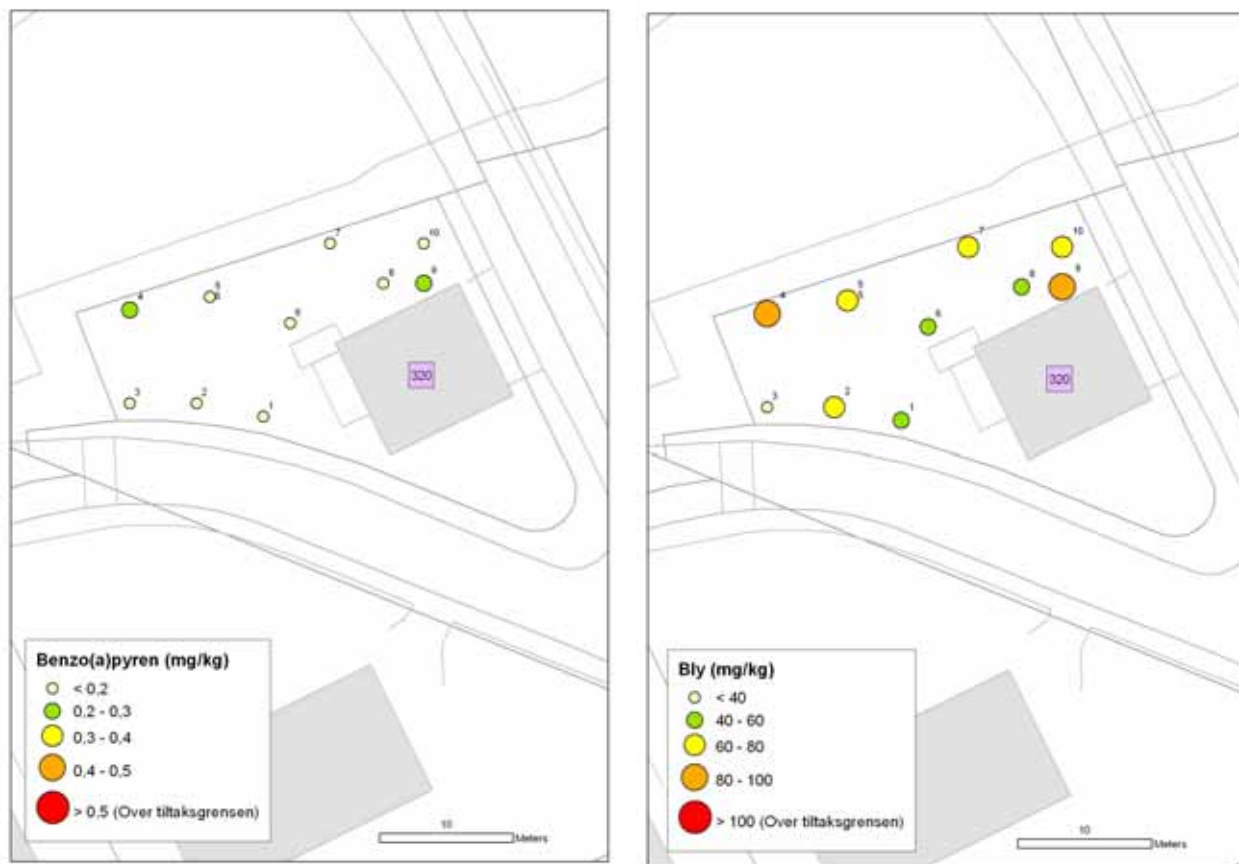 7
10
8
9
5
6
4
6
320
3
2
1
Benzo(a)pyren (mg/kg)
< 0,2
0,2 - 0,3
0,3 - 0,4
0,4 - 0,5
> 0,5 (Over tiltaksgrensen)
10
Meters
7
10
8
9
5
4
6
320
3
2
1
Bly (mg/kg)
< 40
40 - 60
60 - 80
80 - 100
> 100 (Over tiltaksgrensen)
10
Meters